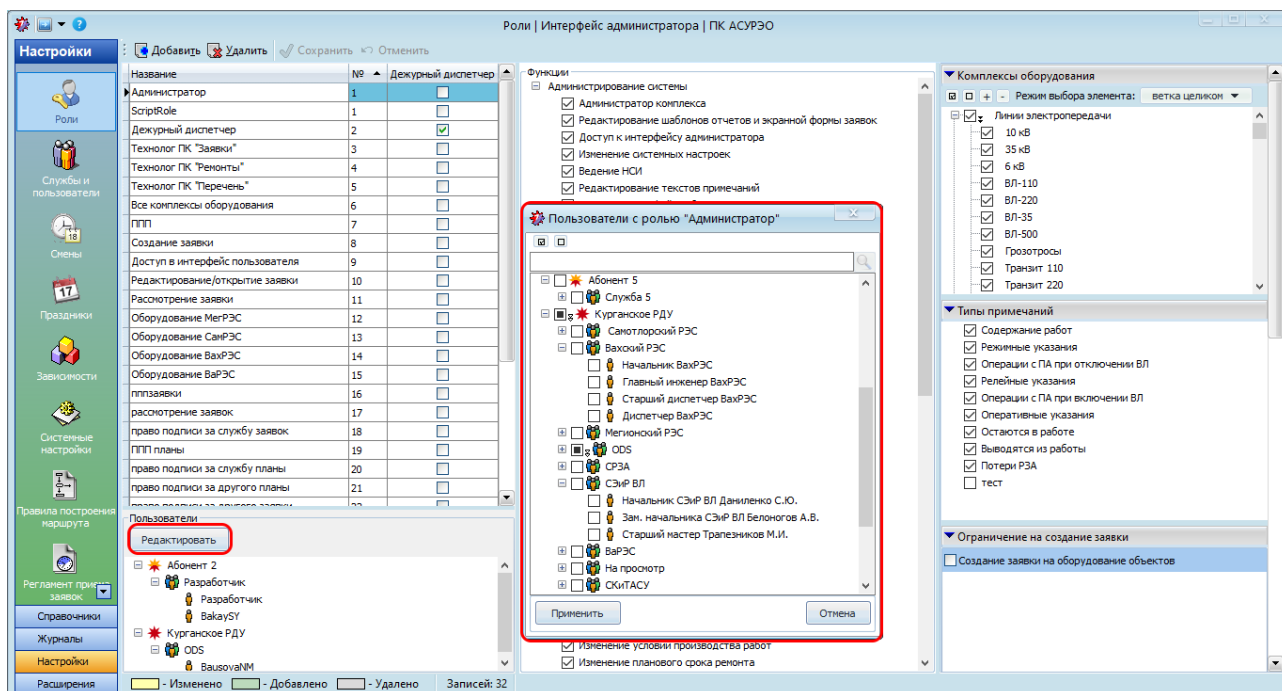 Роли | Интерфейс администратора | ПК АСУРЭО
Настройки
Роли
Службы и
пользователи
Смены
18
17
Праздники
Зависимости
Системные
настройки
Правила построения
маршрута
Регламент
заявок
Справочники
Журналы
Настройки
Расширения
Добавить Удалить Сохранить Отменить
Название № Дежурный диспетчер
Администратор 1
ScriptRole 1
Дежурный диспетчер 2
Технолог ПК "Заявки" 3
Технолог ПК "Ремонты" 4
Технолог ПК "Перечень" 5
Все комплексы оборудования 6
ППП 7
Создание заявки 8
Доступ в интерфейс пользователя 9
Редактирование/открытие заявки 10
Рассмотрение заявки 11
Оборудование МегРЭС 12
Оборудование СамРЭС 13
Оборудование ВахРЭС 14
Оборудование ВаРЭС 15
пппзаявки 16
рассмотрение заявок 17
право подписи за службу заявок 18
ППП планы 19
право подписи за службу планы 20
право подписи за другого планы 21
Пользователи
Редактировать
Абонент 2
Разработчик
Разработчик
BakaySY
Курганское РДУ
ODS
BausovaNM
- Изменено - Добавлено - Удалено Записей: 32
Функции
Администрирование системы
Администратор комплекса
Редактирование шаблонов отчетов и экранной формы заявок
Доступ к интерфейсу администратора
Изменение системных настроек
Ведение НСИ
Редактирование текстов примечаний
Пользователи с ролью "Администратор"
Абонент 5
Служба 5
Курганское РДУ
Самотлорский РЭС
Вахский РЭС
Начальник ВахРЭС
Главный инженер ВахРЭС
Старший диспетчер ВахРЭС
Диспетчер ВахРЭС
Мегионский РЭС
ODS
СРЗА
СЭиР ВЛ
Начальник СЭиР ВЛ Даниленко С.Ю.
Зам. начальника СЭиР ВЛ Белоногов А.В.
Старший мастер Трапезников М.И.
ВаРЭС
На просмотр
СКиТАСУ
Применить Отмена
Изменение условий производства работ
Изменение планового срока ремонта
Комплексы оборудования
Режим выбора элемента: ветка целиком
Линии электропередачи
10 кВ
35 кВ
6 кВ
ВЛ-110
ВЛ-220
ВЛ-35
ВЛ-500
Грозотросы
Транзит 110
Транзит 220
Типы примечаний
Содержание работ
Режимные указания
Операции с ПА при отключении ВЛ
Релейные указания
Операции с ПА при включении ВЛ
Оперативные указания
Остаются в работе
Выводятся из работы
Потери РЗА
тест
Ограничение на создание заявки
Создание заявки на оборудование объектов